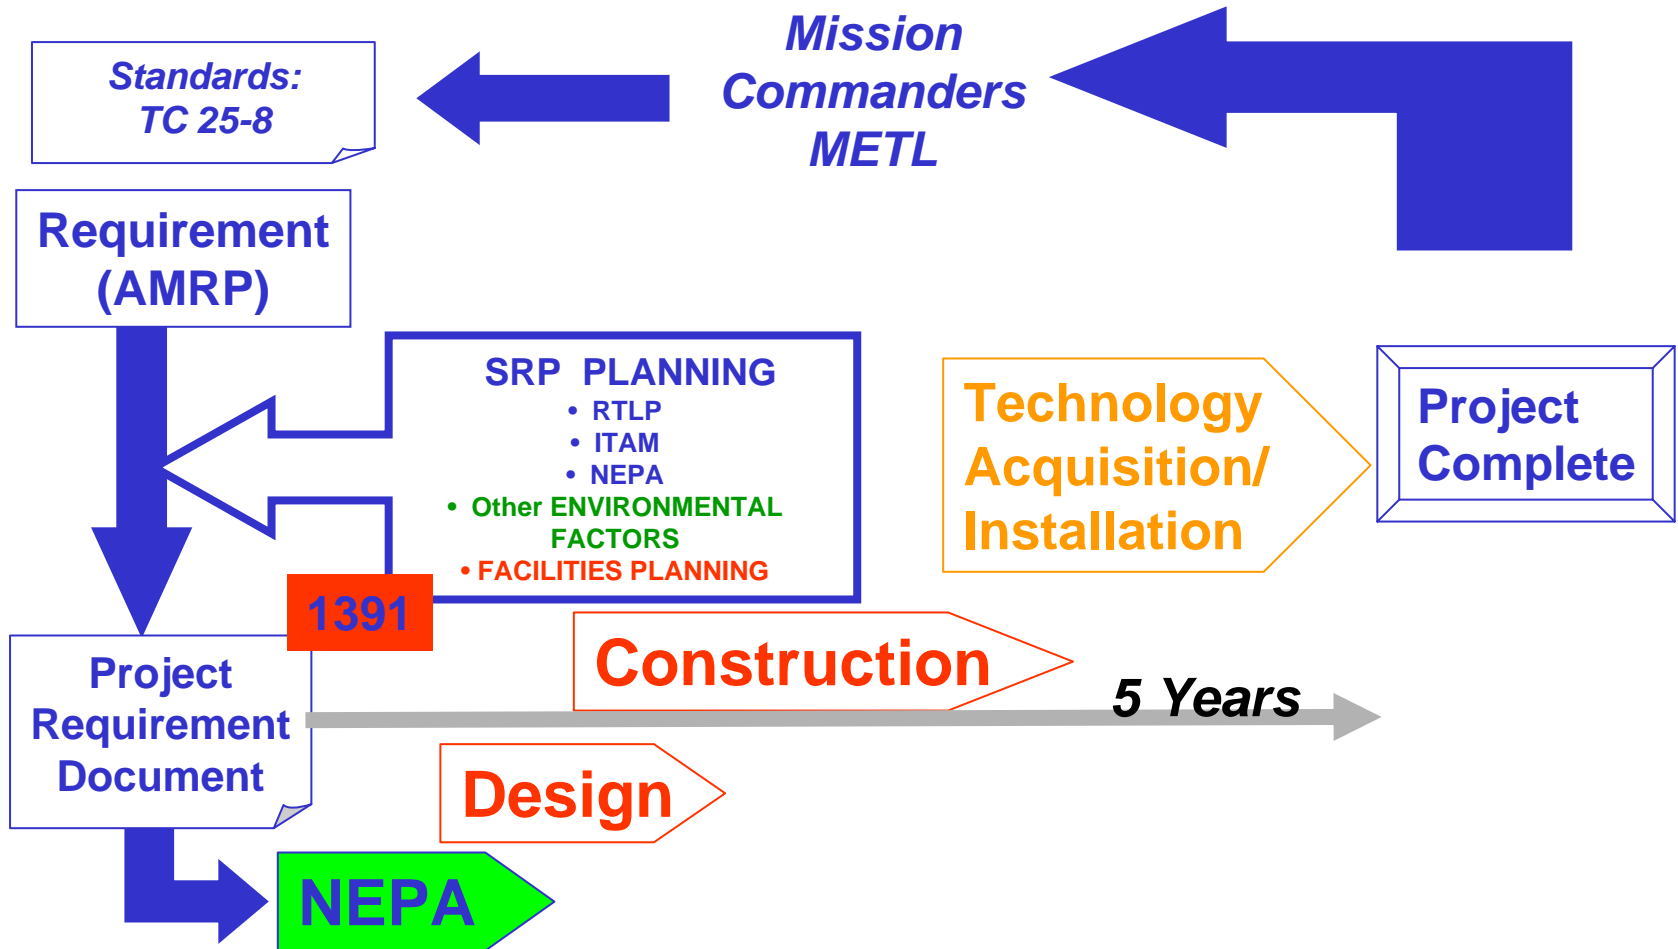 Mission
Commanders
METL
Standards:
TC 25-8
Requirement
(AMRP)
SRP PLANNING
• RTLP
• ITAM
• NEPA
• Other ENVIRONMENTAL
FACTORS
• FACILITIES PLANNING
Technology
Acquisition/
Installation
Project
Complete
1391
Project
Requirement
Document
Construction
5 Years
Design
NEPA